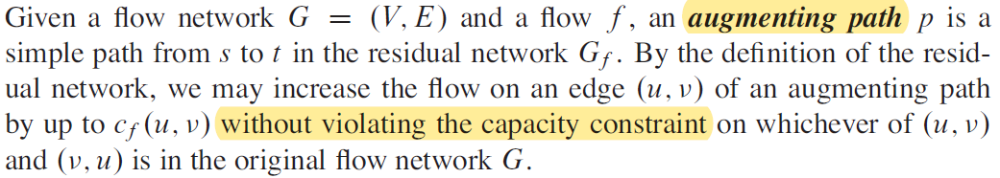 Given a flow network G = (V, E) and a flow f, an augmenting path p is a
simple path from s to t in the residual network G_f. By the definition of the resid-
ual network, we may increase the flow on an edge (u, v) of an augmenting path
by up to c_f(u, v) without violating the capacity constraint on whichever of (u, v)
and (v, u) is in the original flow network G.